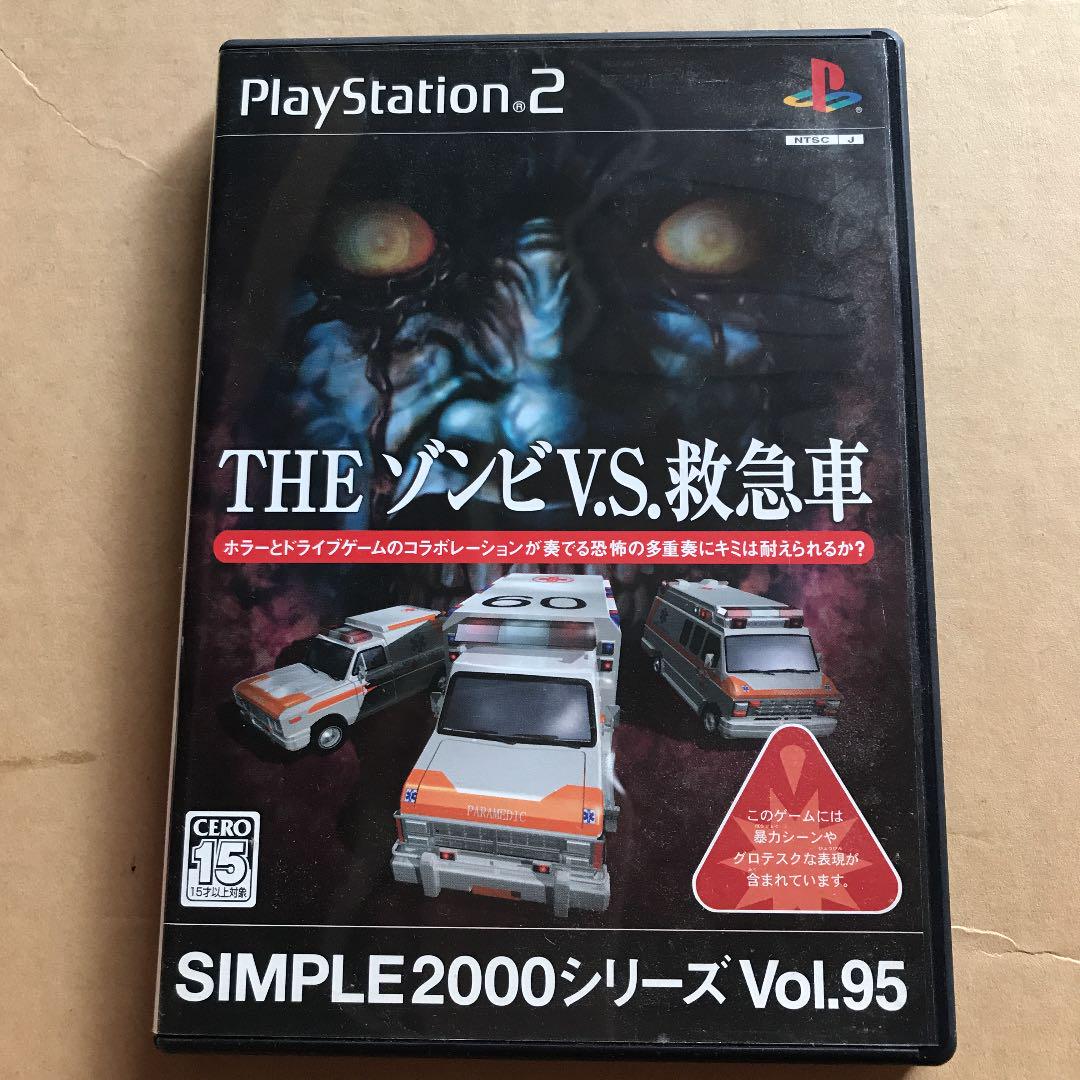 PlayStation®2
NTSC J
THE ゾンビ V.S. 救急車
ホラーとドライブゲームのコラボレーションが奏でる恐怖の多重奏にキミは耐えられるか?
60
PARAMEDIC
このゲームには
暴力シーンや
グロテスクな表現が
含まれています。
CERO
15
15才以上対象
SIMPLE2000シリーズ Vol.95